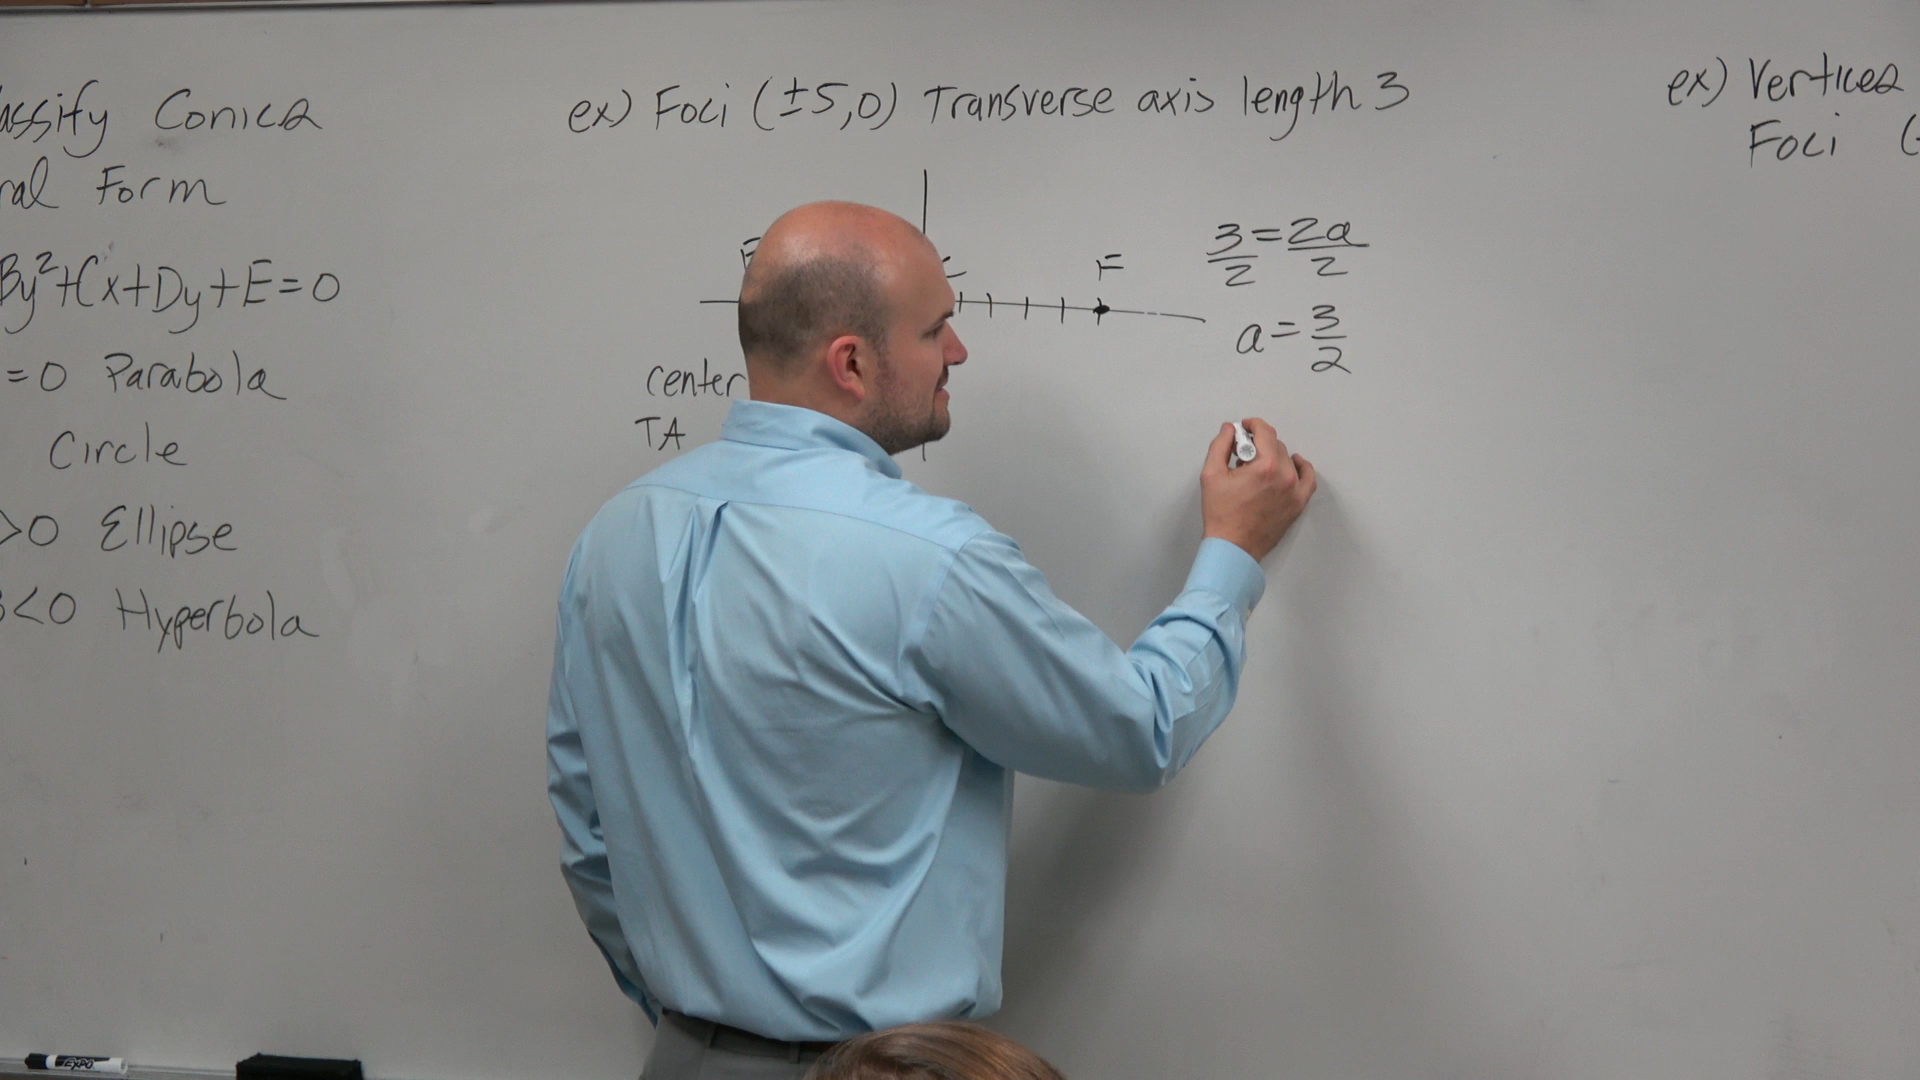 assify Conics
ral Form
By²+Cx+Dy+E=0
=0 Parabola
Circle
>0 Ellipse
<0 Hyperbola
ex) Foci (±5,0) Transverse axis length 3
F
F
3/2=2a/2
a=3/2
center
TA
ex) Vertices
Foci (
EXPO